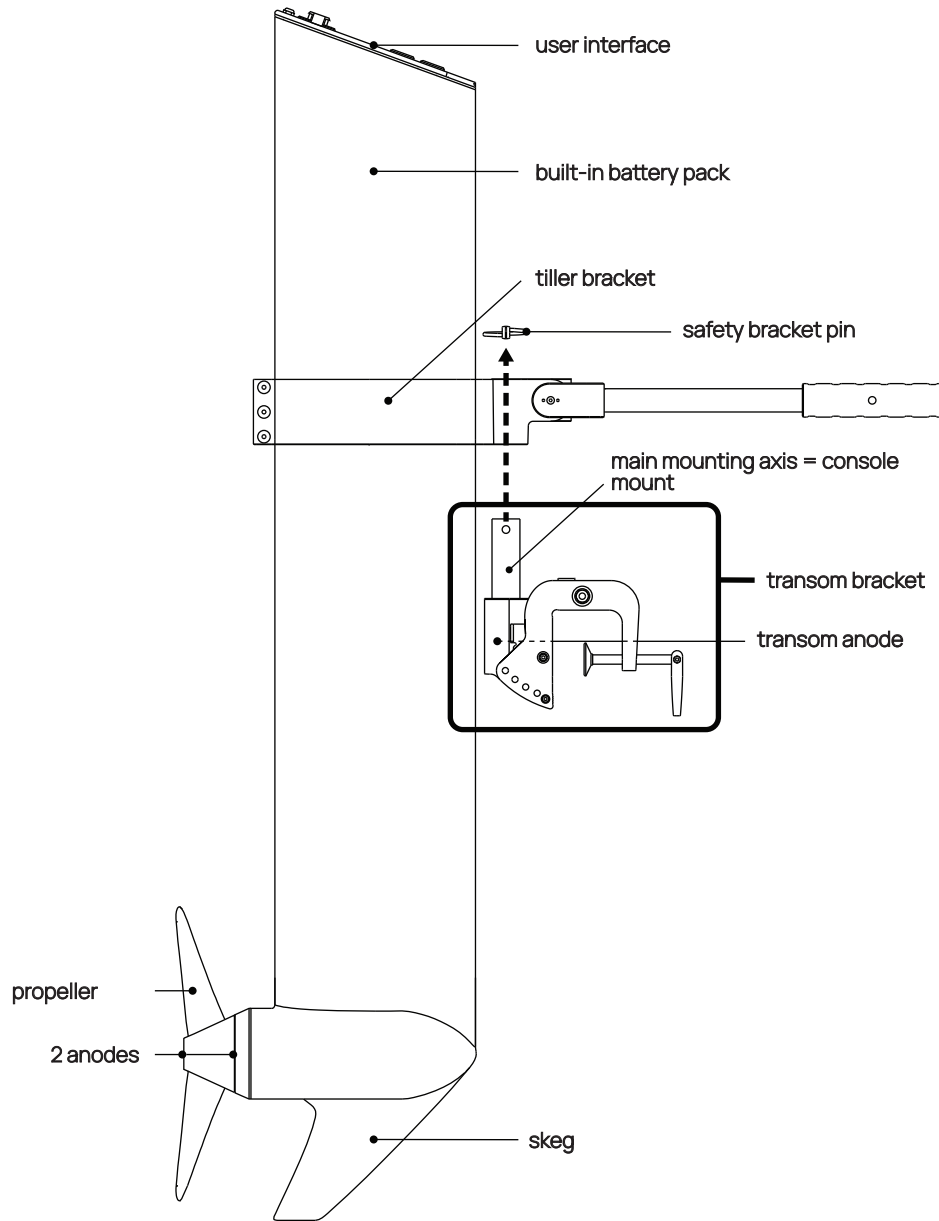 user interface
built-in battery pack
tiller bracket
safety bracket pin
main mounting axis = console
mount
transom bracket
transom anode
propeller
2 anodes
skeg